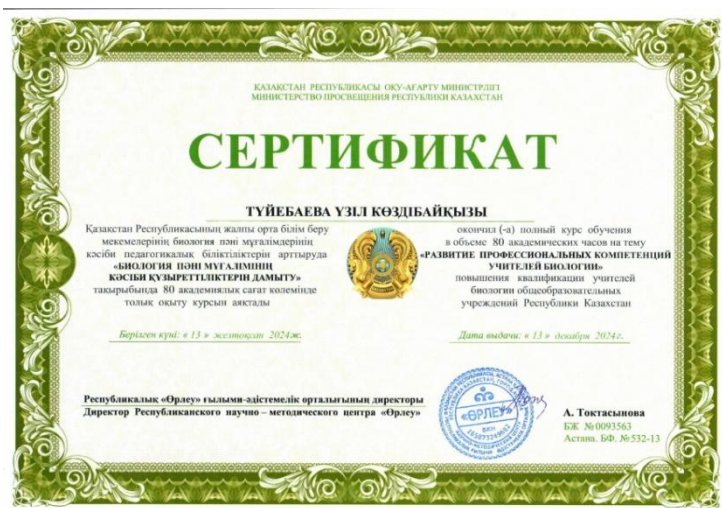 ҚАЗАҚСТАН РЕСПУБЛИКАСЫ ОҚУ-АҒАРТУ МИНИСТРЛІГІ
МИНИСТЕРСТВО ПРОСВЕЩЕНИЯ РЕСПУБЛИКИ КАЗАХСТАН
СЕРТИФИКАТ
ТҮЙЕБАЕВА ҮЗІЛ КӨЗДІБАЙҚЫЗЫ
Қазақстан Республикасының жалпы орта білім беру
мекемелерінің биология пәні мұғалімдерінің
кәсіби педагогикалық біліктіліктерін арттыруда
«БИОЛОГИЯ ПӘНІ МҰҒАЛІМІНІҢ
КӘСІБИ ҚҰЗЫРЕТТІЛІКТЕРІН ДАМЫТУ»
тақырыбында 80 академиялық сағат көлемінде
толық оқыту курсын аяқтады
Берілген күні: « 13 » желтоқсан 2024ж.
окончил (-а) полный курс обучения
в объеме 80 академических часов на тему
«РАЗВИТИЕ ПРОФЕССИОНАЛЬНЫХ КОМПЕТЕНЦИЙ
УЧИТЕЛЕЙ БИОЛОГИИ»
повышения квалификации учителей
биологии общеобразовательных
учреждений Республики Казахстан
Дата выдачи: « 13 » декабря 2024г.
Республикалық «Өрлеу» ғылыми-әдістемелік орталығының директоры
Директор Республиканского научно – методического центра «Өрлеу»
«ӨРЛЕУ»
А. Токтасынова
БЖ №0093563
Астана. БФ. №532-13